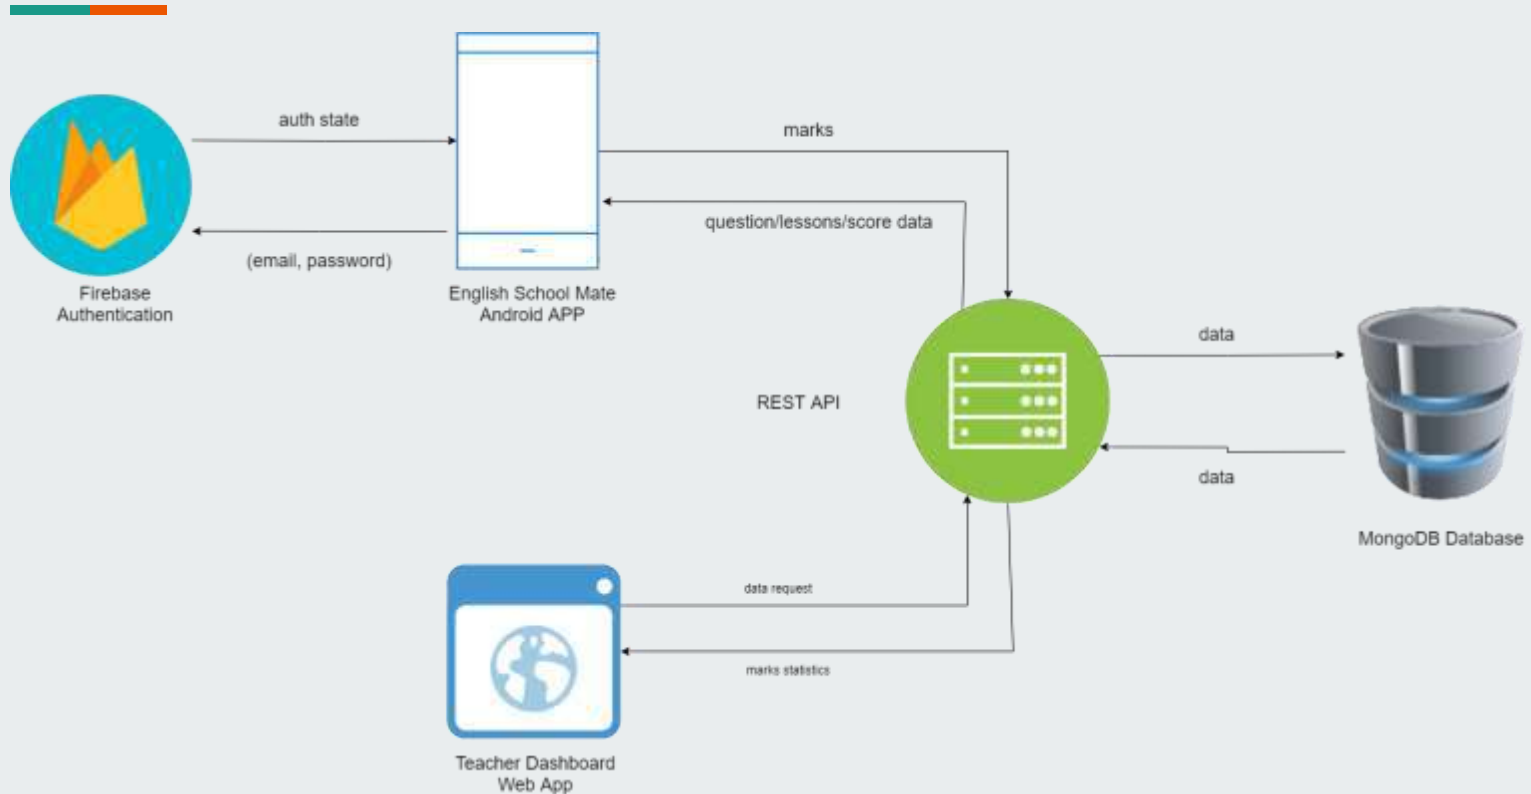 auth state
marks
question/lessons/score data
(email, password)
Firebase
Authentication
English School Mate
Android APP
data
REST API
data
MongoDB Database
data request
marks statistics
Teacher Dashboard
Web App